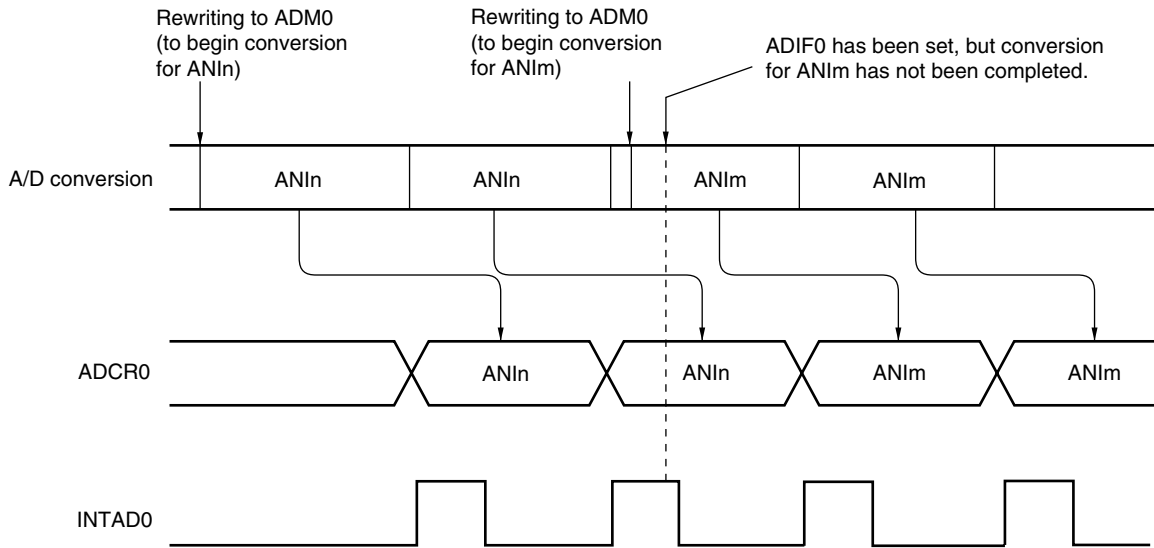 Rewriting to ADM0
(to begin conversion
for ANIn)
Rewriting to ADM0
(to begin conversion
for ANIm)
ADIF0 has been set, but conversion
for ANIm has not been completed.
A/D conversion
ANIn
ANIn
ANIm
ANIm
ADCR0
ANIn
ANIn
ANIm
ANIm
INTAD0